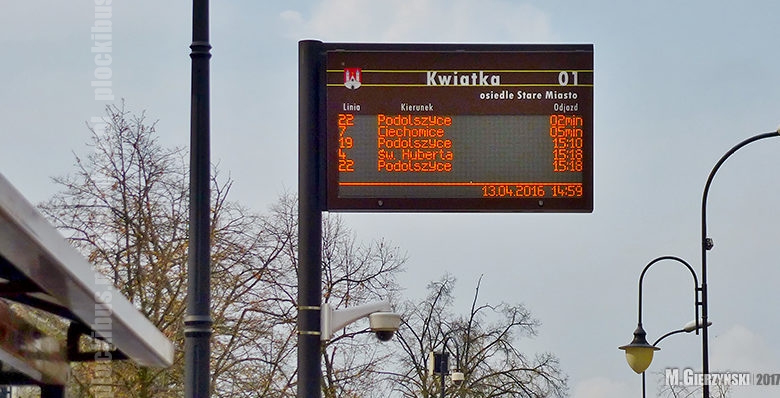 Kwiatka 01
osiedle Stare Miasto
Linia Kierunek Odjazd
22 Podolszyce 02min
7 Ciechomice 05min
19 Podolszyce 15:10
4 Św. Huberta 15:18
22 Podolszyce 15:18
13.04.2016 14:59
M.GIERZYŃSKI 2017